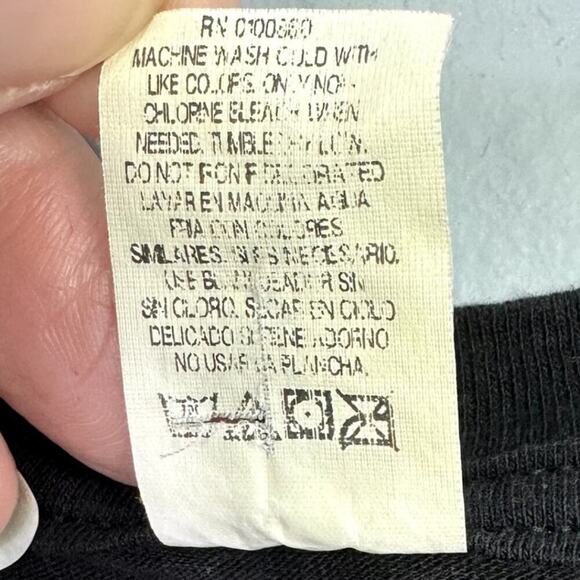 RN 0100860
MACHINE WASH COLD WITH
LIKE COLORS. ONLY NON-
CHLORINE BLEACH WHEN
NEEDED. TUMBLE DRY LOW.
DO NOT IRON IF DECORATED
LAVAR EN MAQUINA AGUA
FRIA CON COLORES
SIMILARES. SI ES NECESARIO.
USE BLANQUEADOR SIN
SIN CLORO. SECAR EN CICLO
DELICADO SI TIENE ADORNO
NO USAR LA PLANCHA.